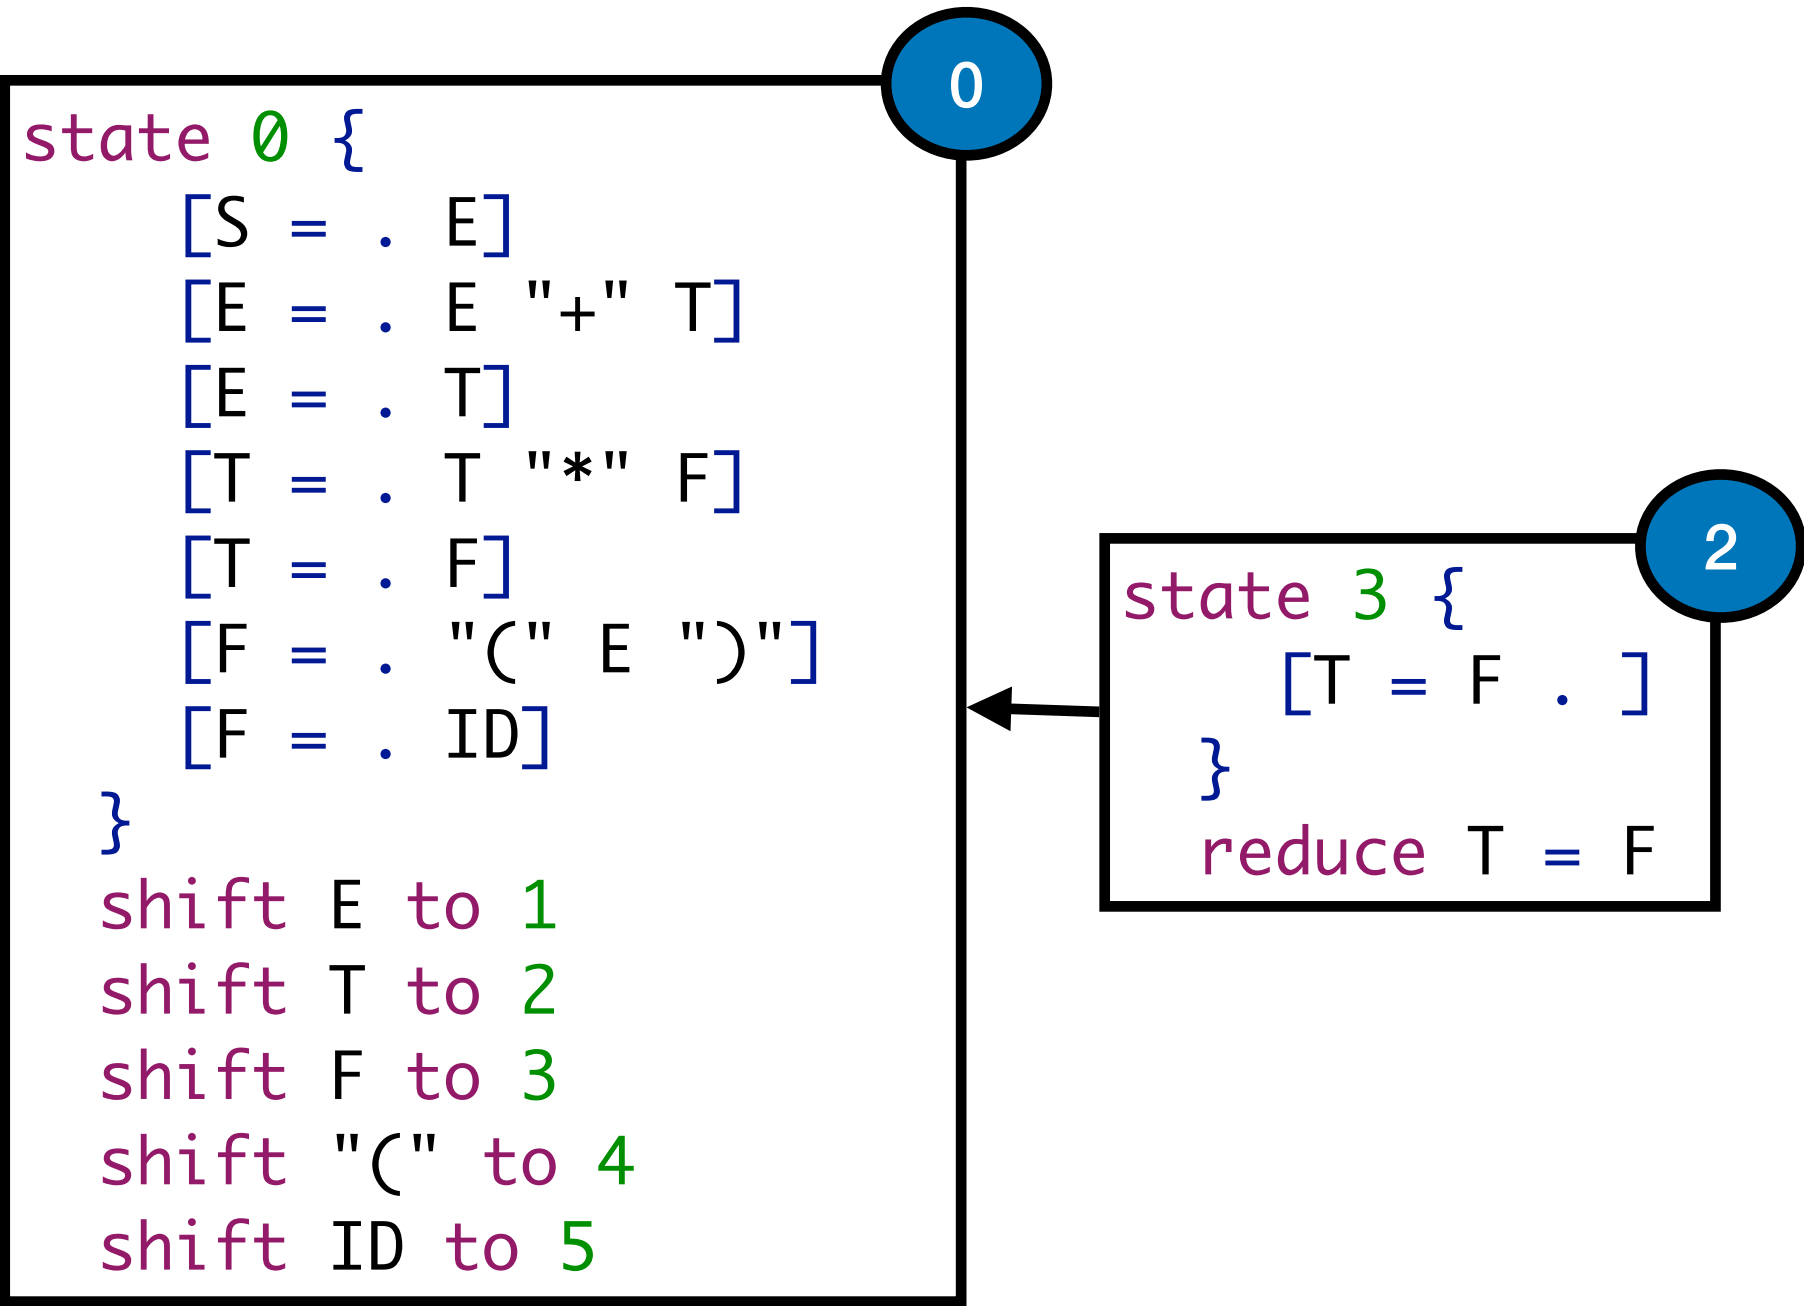 0
state 0 {
[S = . E]
[E = . E "+" T]
[E = . T]
[T = . T "*" F]
[T = . F]
[F = . "(" E ")"]
[F = . ID]
}
shift E to 1
shift T to 2
shift F to 3
shift "(" to 4
shift ID to 5
2
state 3 {
[T = F . ]
}
reduce T = F